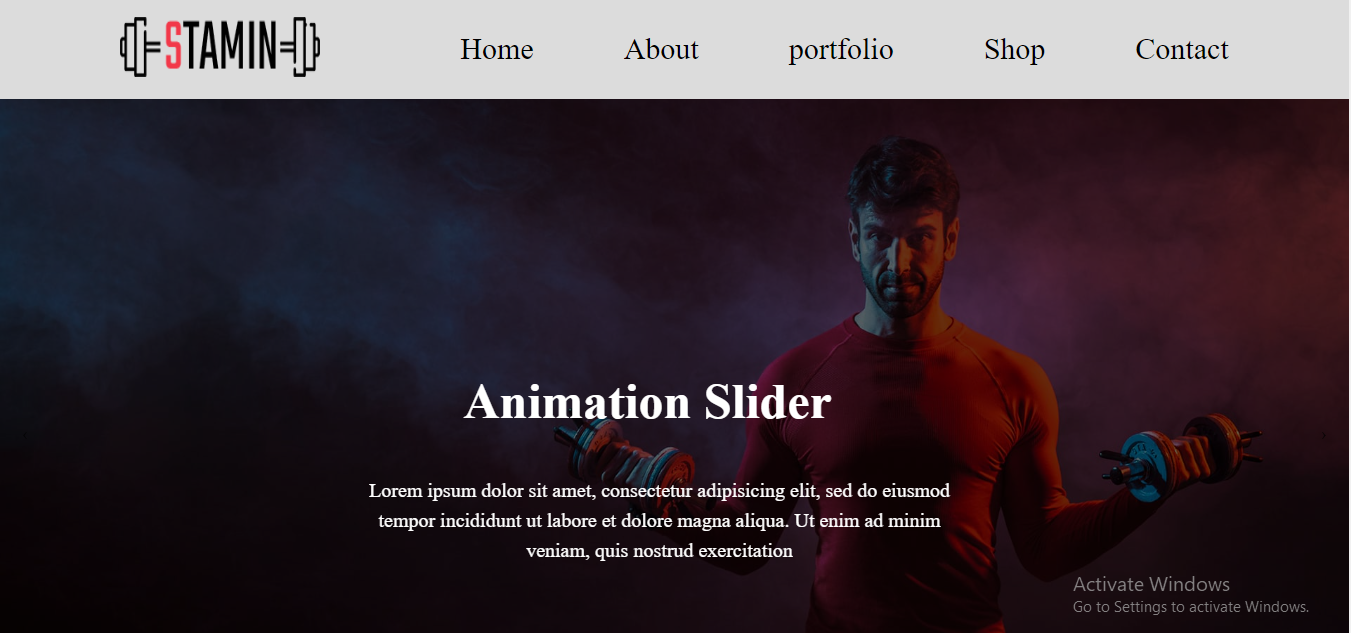 STAMIN
Home
About
portfolio
Shop
Contact
Animation Slider
Lorem ipsum dolor sit amet, consectetur adipisicing elit, sed do eiusmod
tempor incididunt ut labore et dolore magna aliqua. Ut enim ad minim
veniam, quis nostrud exercitation
Activate Windows
Go to Settings to activate Windows.